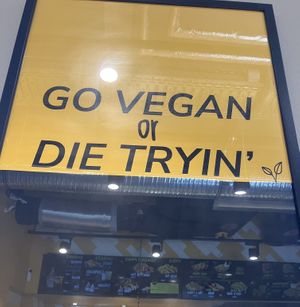 GO VEGAN
or
DIE TRYIN'